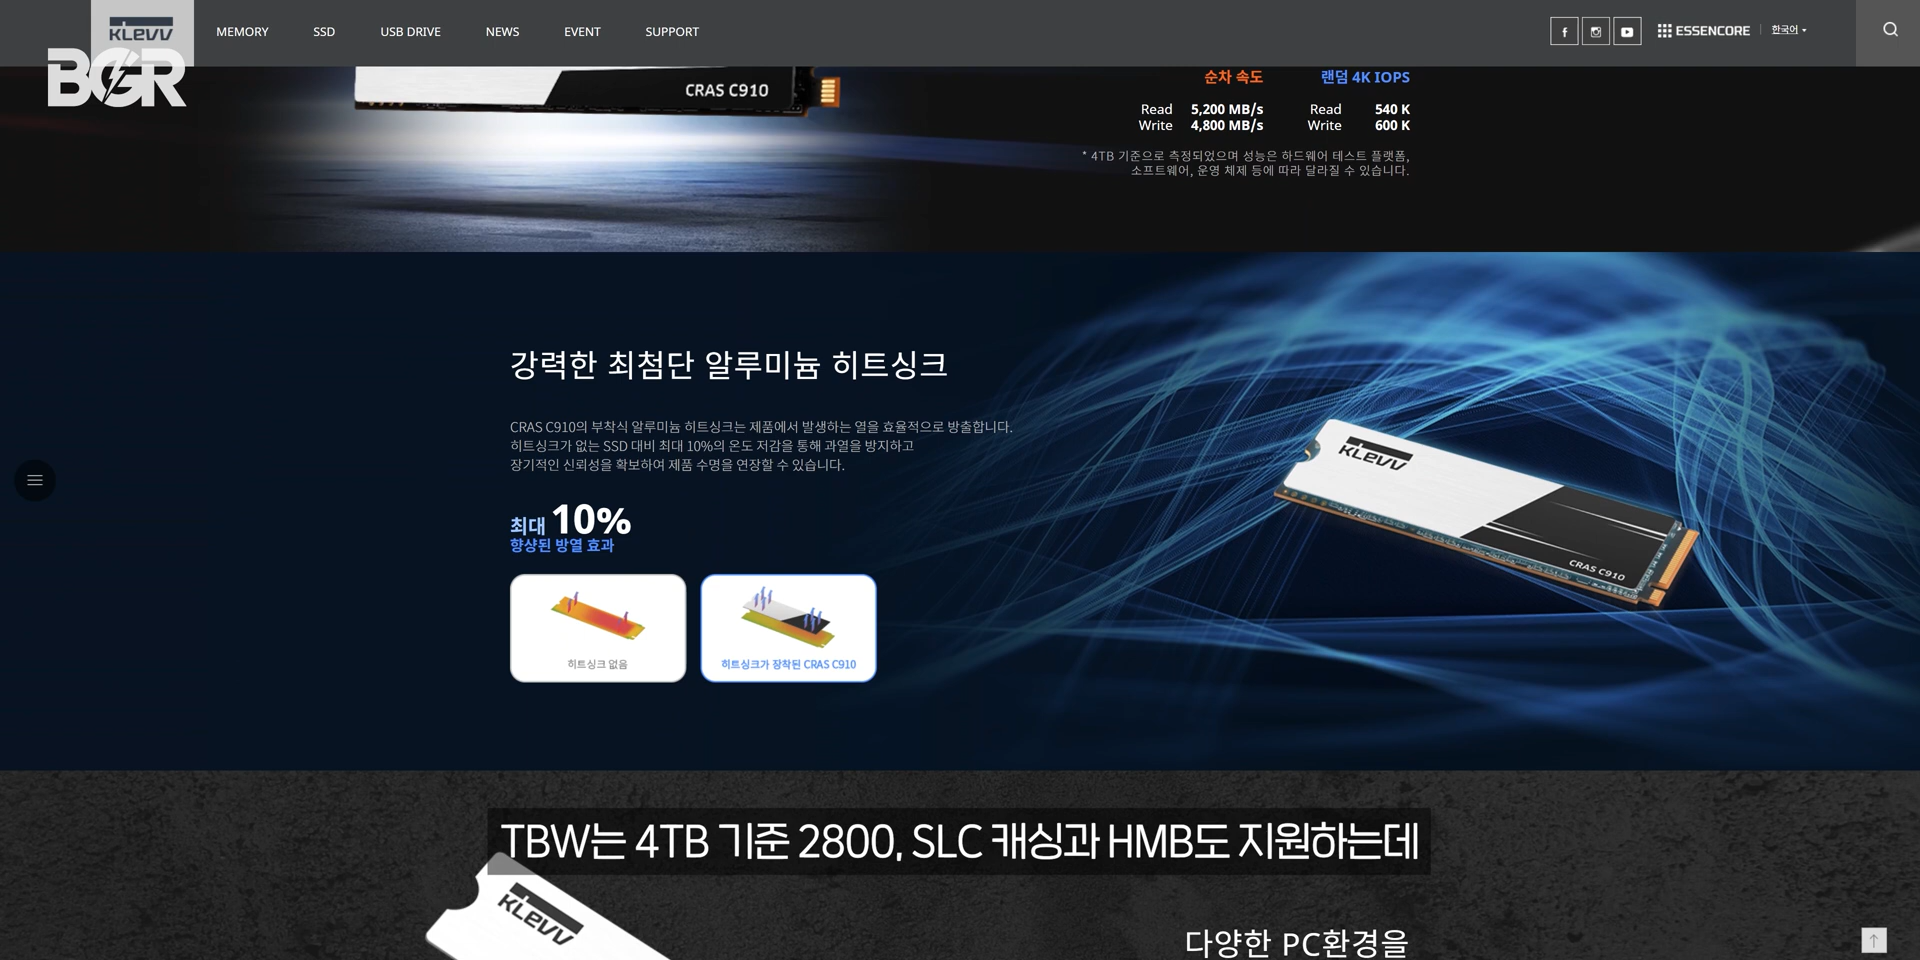 KLEVV
MEMORY SSD USB DRIVE NEWS EVENT SUPPORT
ESSENCORE
한국어
BGR
CRAS C910
순차 속도 랜덤 4K IOPS
Read 5,200 MB/s Read 540 K
Write 4,800 MB/s Write 600 K
* 4TB 기준으로 측정되었으며 성능은 하드웨어 테스트 플랫폼,
소프트웨어, 운영 체제 등에 따라 달라질 수 있습니다.
강력한 최첨단 알루미늄 히트싱크
CRAS C910의 부착식 알루미늄 히트싱크는 제품에서 발생하는 열을 효율적으로 방출합니다.
히트싱크가 없는 SSD 대비 최대 10%의 온도 저감을 통해 과열을 방지하고
장기적인 신뢰성을 확보하여 제품 수명을 연장할 수 있습니다.
최대 10%
향상된 방열 효과
히트싱크 없음
히트싱크가 장착된 CRAS C910
KLEVV
CRAS C910
TBW는 4TB 기준 2800, SLC 캐싱과 HMB도 지원하는데
KLEVV
다양한 PC환경을